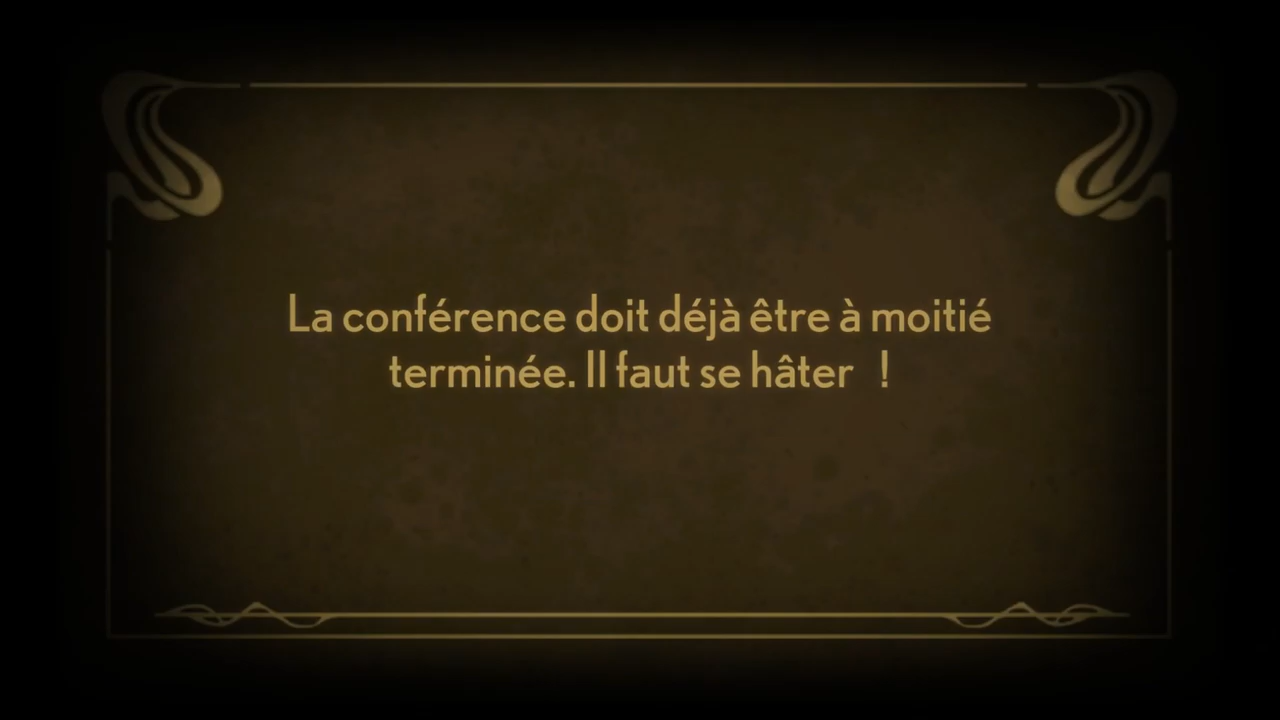 La conférence doit déjà être à moitié
terminée. Il faut se hâter !